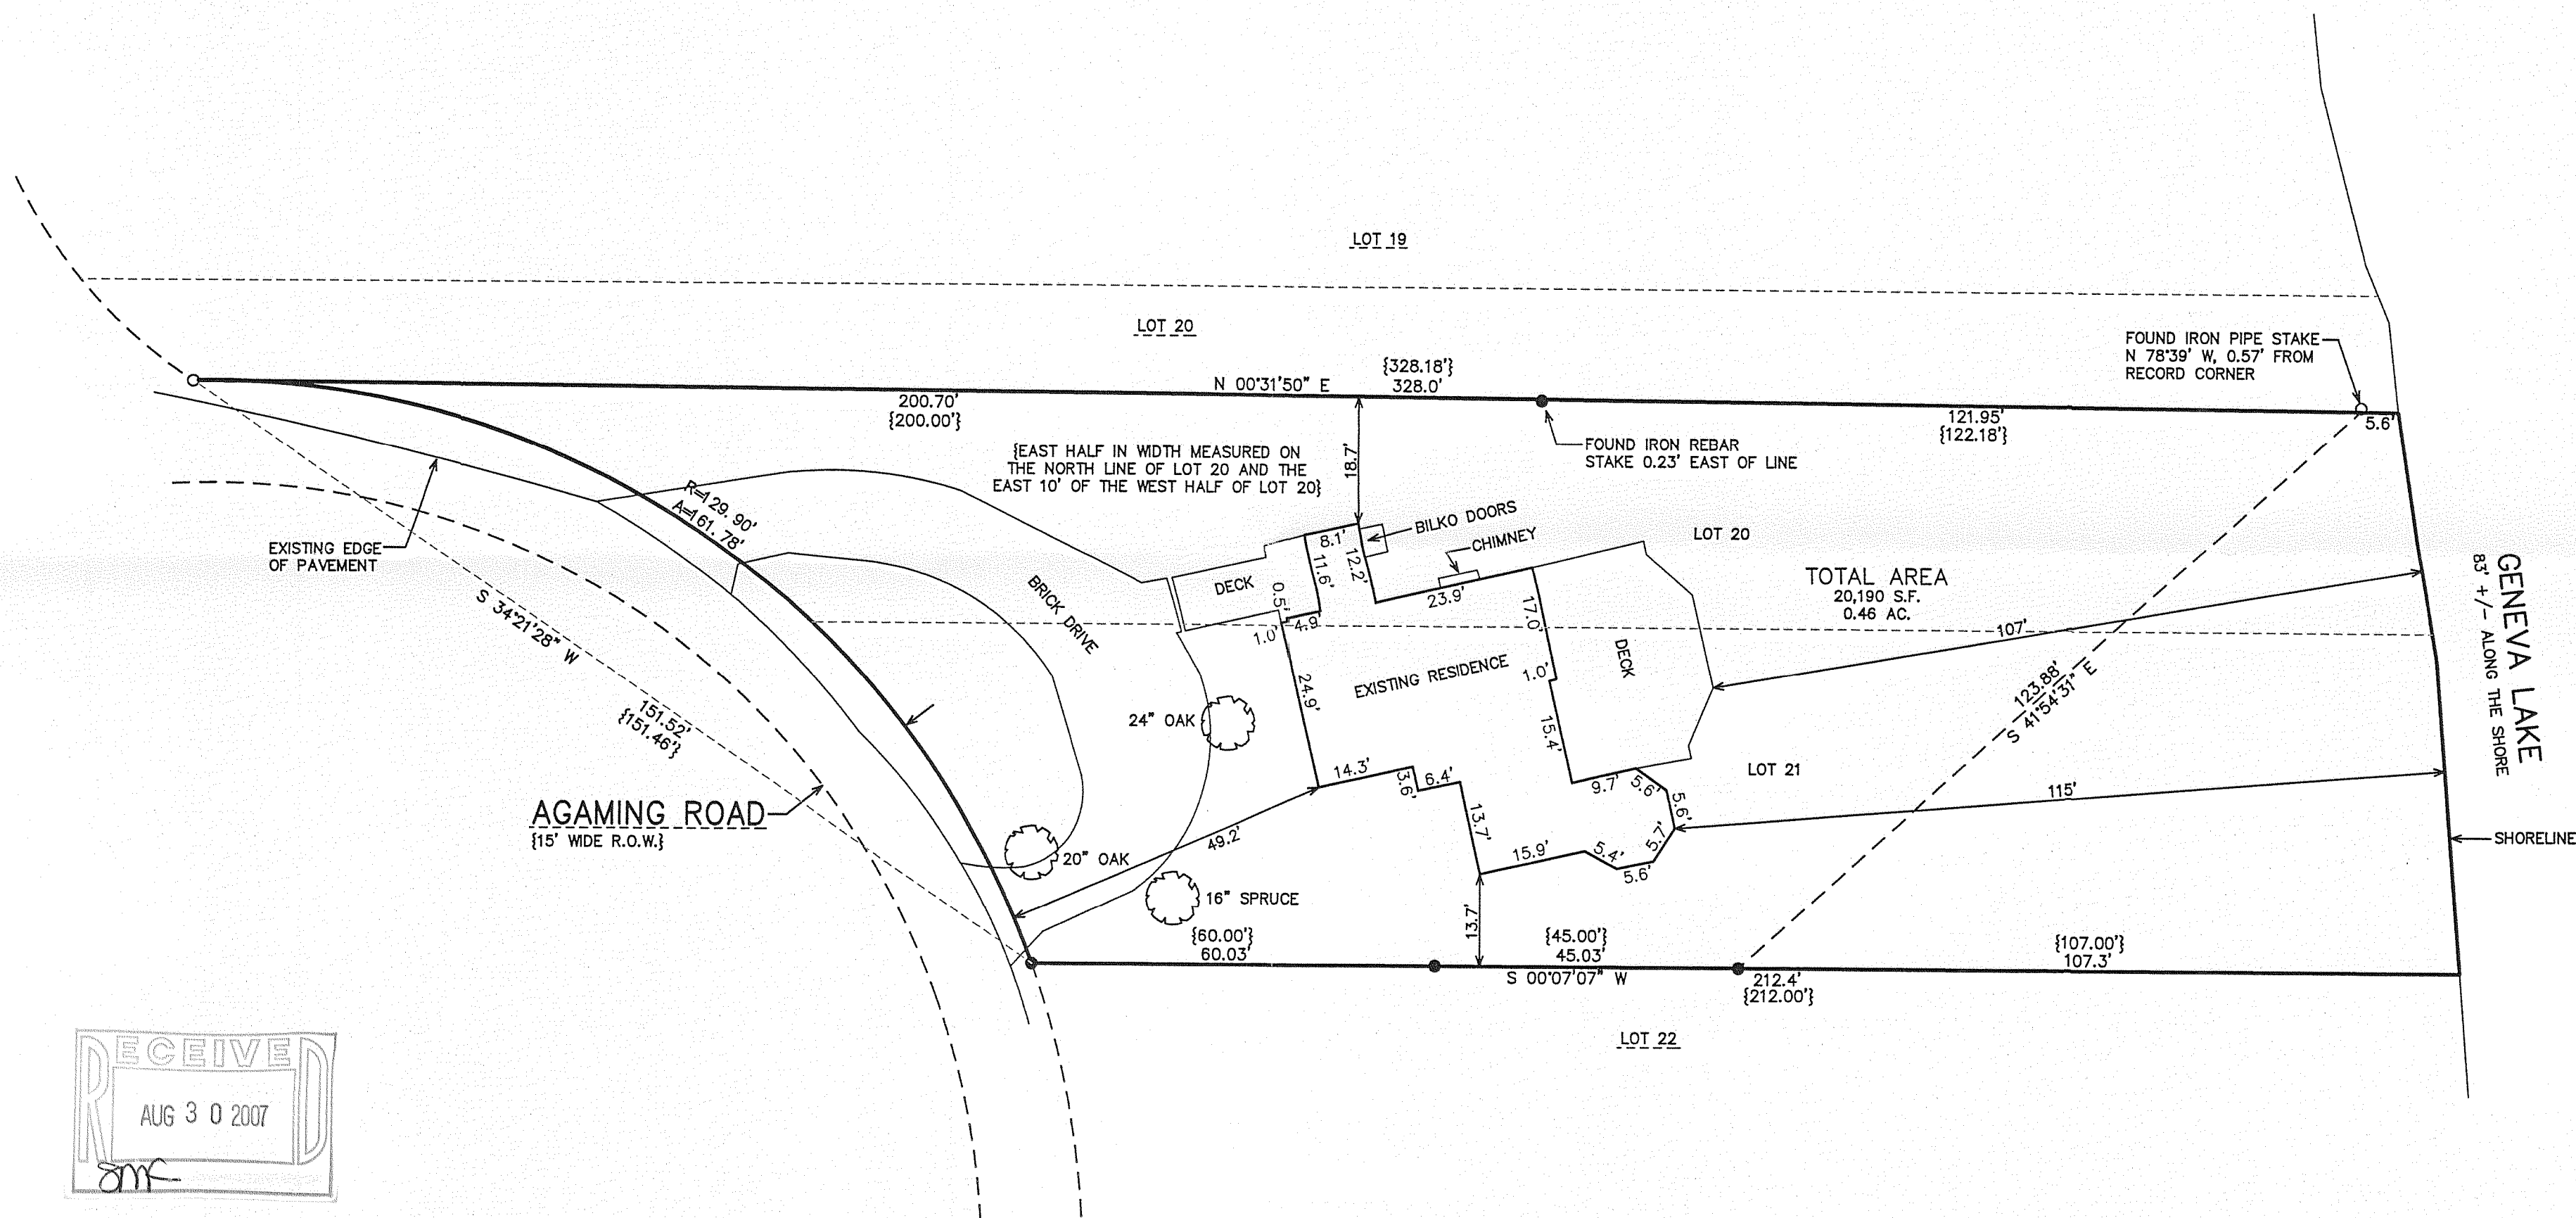 LOT 19
LOT 20
FOUND IRON PIPE STAKE
N 78°39' W, 0.57' FROM
RECORD CORNER
{328.18'}
N 00°31'50" E
328.0'
200.70'
{200.00'}
121.95'
{122.18'}
5.6'
FOUND IRON REBAR
STAKE 0.23' EAST OF LINE
{EAST HALF IN WIDTH MEASURED ON
THE NORTH LINE OF LOT 20 AND THE
EAST 10' OF THE WEST HALF OF LOT 20}
18.7'
R=129.90'
A=161.78'
EXISTING EDGE
OF PAVEMENT
BILKO DOORS
CHIMNEY
LOT 20
8.1'
12.2'
11.6'
DECK
0.5'
4.9'
1.0'
23.9'
17.0'
BRICK DRIVE
TOTAL AREA
20,190 S.F.
0.46 AC.
107'
GENEVA LAKE
83' +/- ALONG THE SHORE
S 34°21'28" W
151.52'
{151.46'}
EXISTING RESIDENCE
DECK
1.0'
24.9'
15.4'
24" OAK
123.88'
S 41°54'31" E
LOT 21
14.3'
3.6'
6.4'
9.7'
5.6'
5.6'
5.7'
115'
AGAMING ROAD
{15' WIDE R.O.W.}
49.2'
13.7'
15.9'
5.4'
5.6'
SHORELINE
20" OAK
16" SPRUCE
13.7'
{60.00'}
60.03'
{45.00'}
45.03'
S 00°07'07" W
{107.00'}
107.3'
212.4'
{212.00'}
LOT 22
RECEIVED
AUG 30 2007